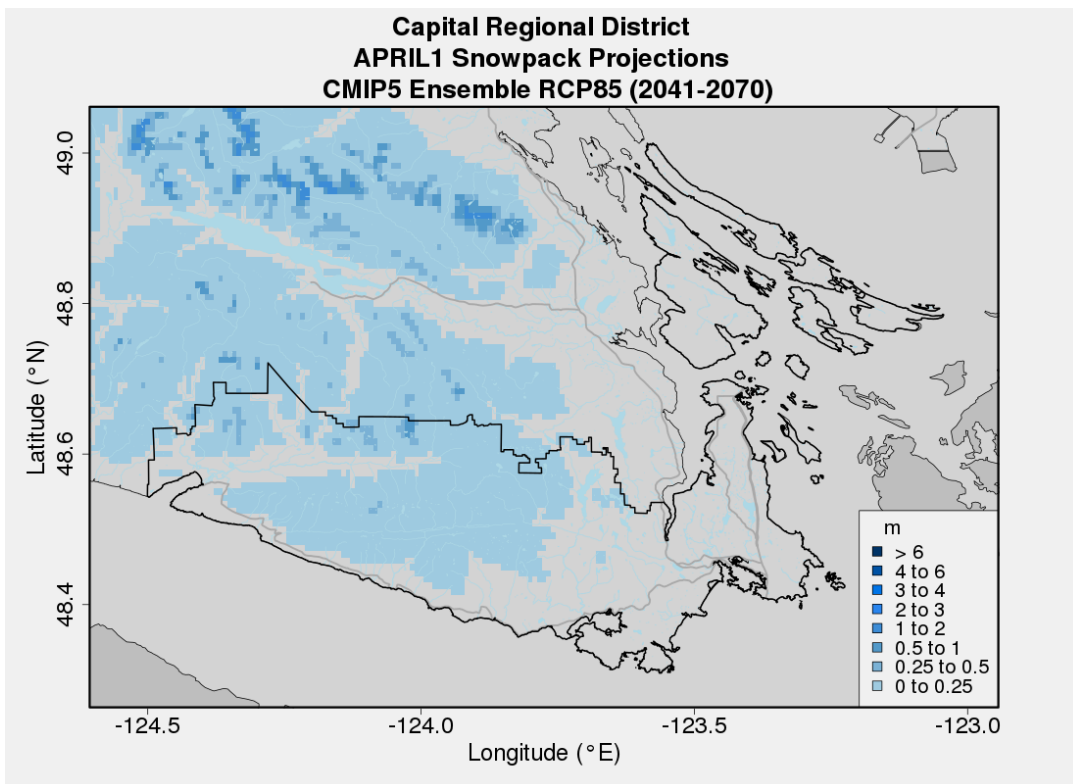 Capital Regional District
APRIL1 Snowpack Projections
CMIP5 Ensemble RCP85 (2041-2070)
Latitude (°N)
49.0
48.8
48.6
48.4
m
> 6
4 to 6
3 to 4
2 to 3
1 to 2
0.5 to 1
0.25 to 0.5
0 to 0.25
-124.5
-124.0
-123.5
-123.0
Longitude (°E)